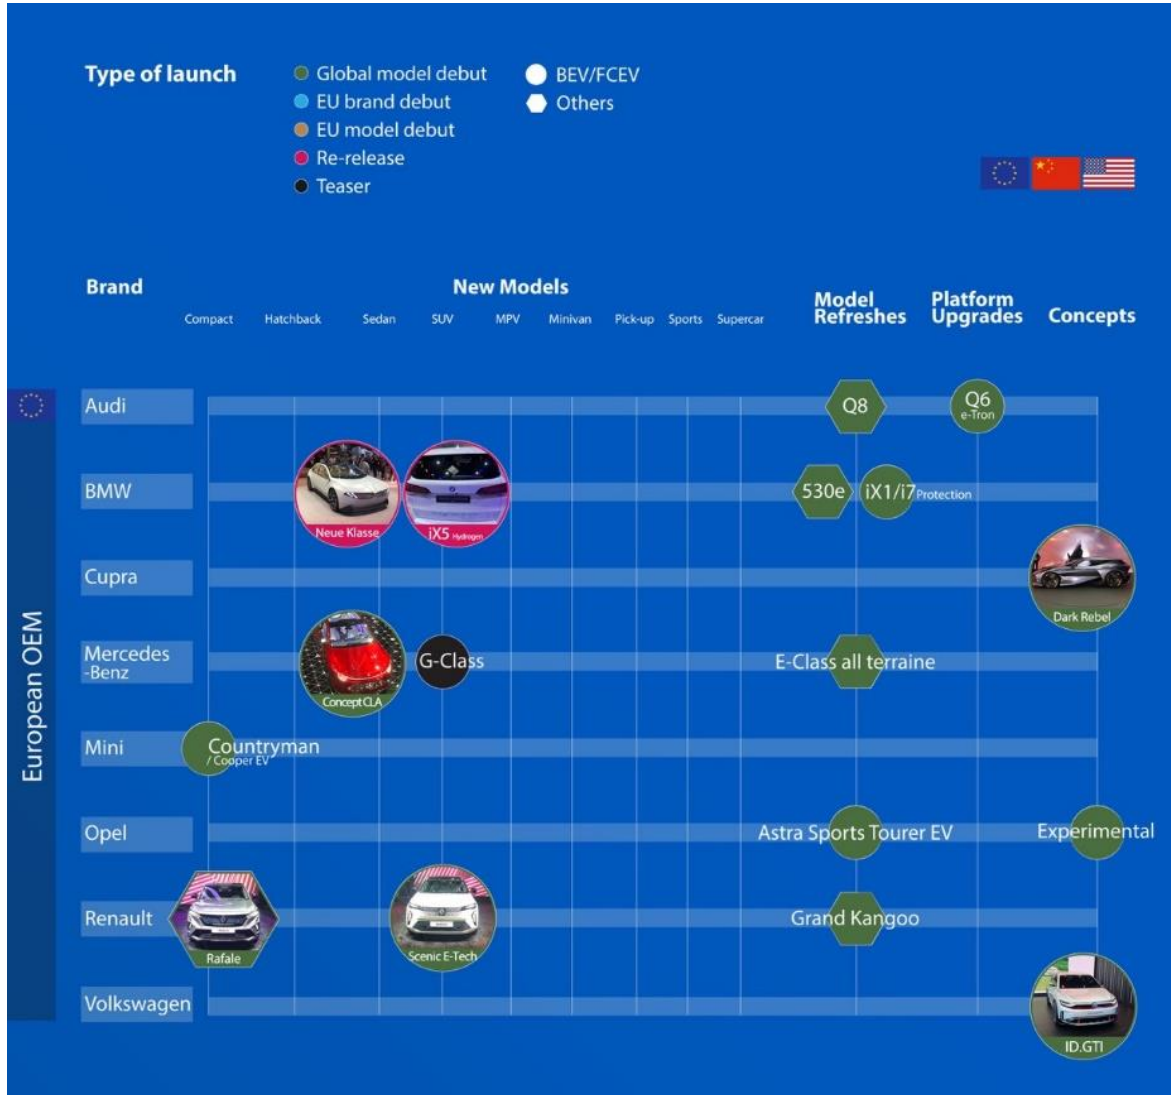 Type of launch
Global model debut
EU brand debut
EU model debut
Re-release
Teaser
BEV/FCEV
Others
Brand
New Models
Compact Hatchback Sedan SUV MPV Minivan Pick-up Sports Supercar
Model
Refreshes
Platform
Upgrades
Concepts
European OEM
Audi
Q8
Q6
e-Tron
BMW
Neue Klasse
iX5 Hydrogen
530e
iX1/i7 Protection
Cupra
Dark Rebel
Mercedes
-Benz
Concept CLA
G-Class
E-Class all terraine
Mini
Countryman
/ Cooper EV
Opel
Astra Sports Tourer EV
Experimental
Renault
Rafale
Scenic E-Tech
Grand Kangoo
Volkswagen
ID.GTI